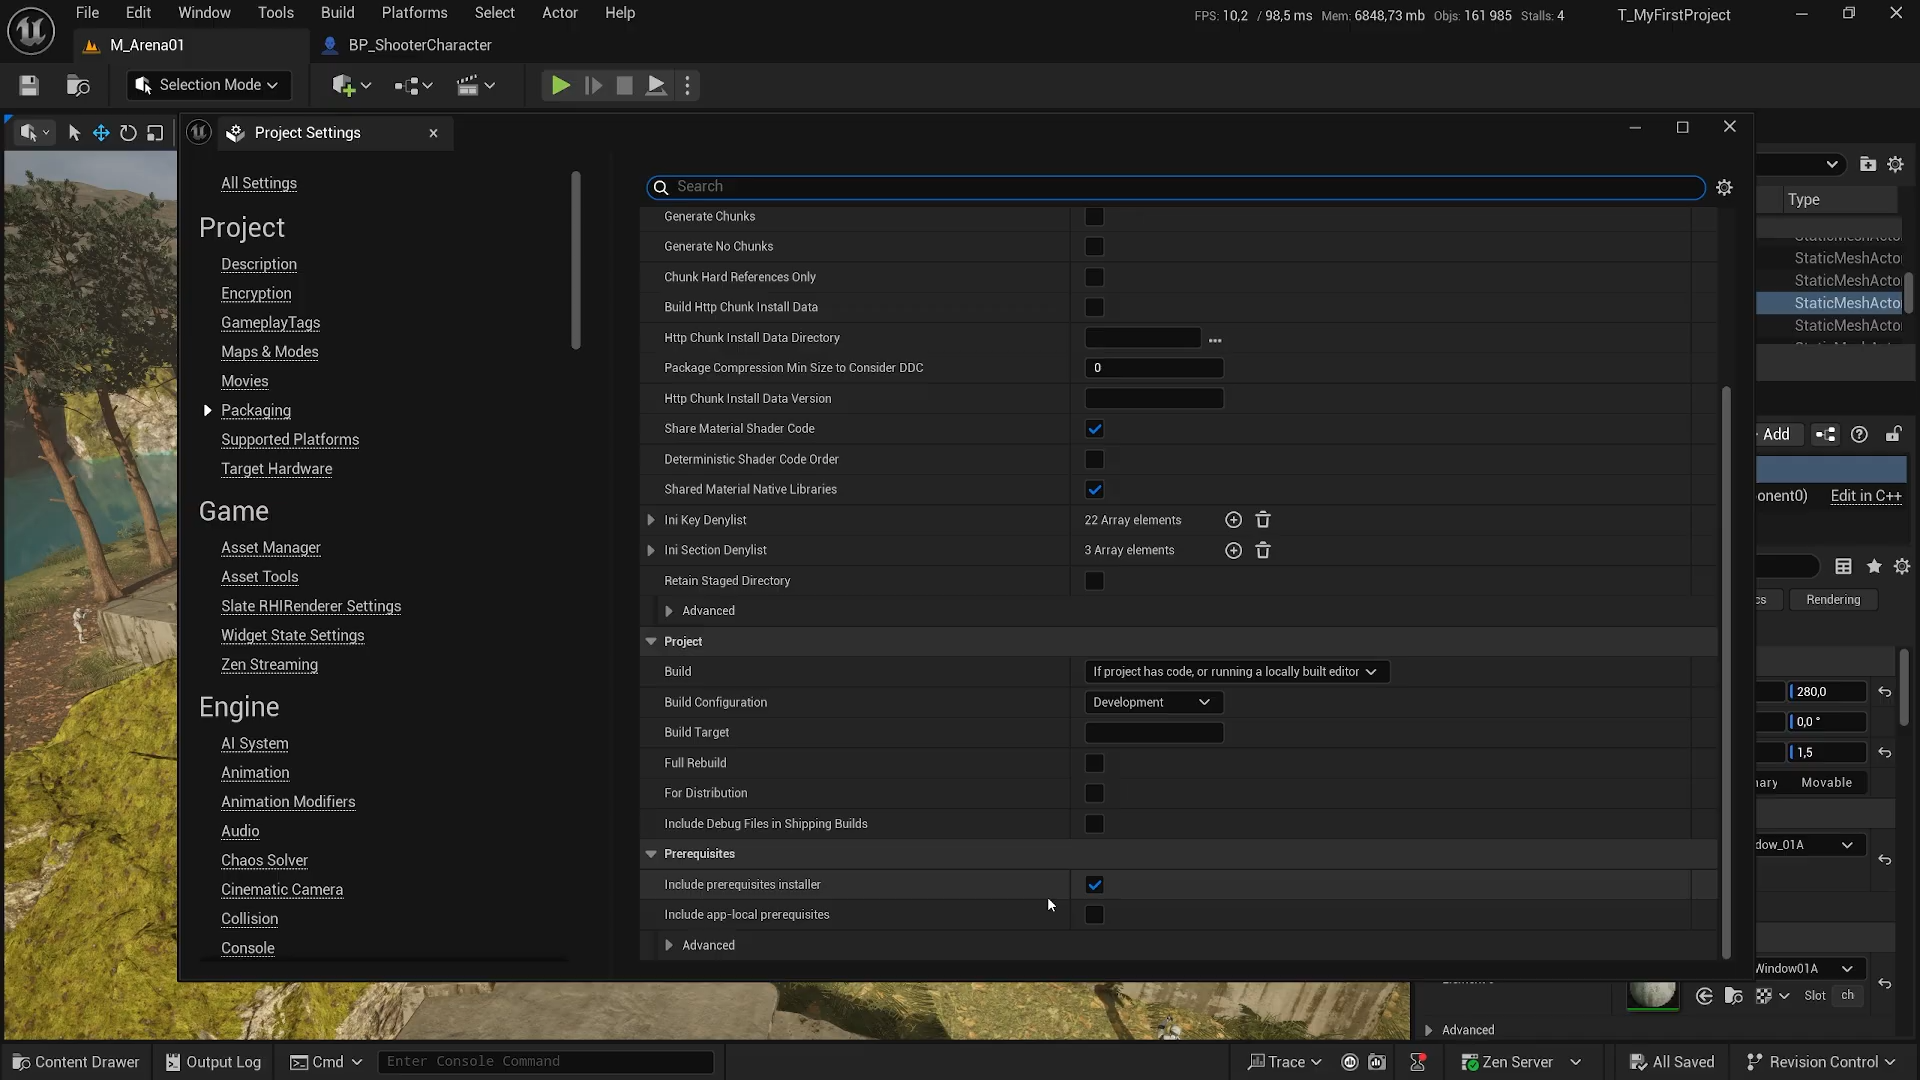 File Edit Window Tools Build Platforms Select Actor Help
FPS: 10,2 / 98,5 ms Mem: 6848,73 mb Objs: 161 985 Stalls: 4
T_MyFirstProject
M_Arena01
BP_ShooterCharacter
Selection Mode
Project Settings
All Settings
Project
Description
Encryption
GameplayTags
Maps & Modes
Movies
Packaging
Supported Platforms
Target Hardware
Game
Asset Manager
Asset Tools
Slate RHIRenderer Settings
Widget State Settings
Zen Streaming
Engine
AI System
Animation
Animation Modifiers
Audio
Chaos Solver
Cinematic Camera
Collision
Console
Search
Generate Chunks
Generate No Chunks
Chunk Hard References Only
Build Http Chunk Install Data
Http Chunk Install Data Directory
Package Compression Min Size to Consider DDC 0
Http Chunk Install Data Version
Share Material Shader Code
Deterministic Shader Code Order
Shared Material Native Libraries
Ini Key Denylist 22 Array elements
Ini Section Denylist 3 Array elements
Retain Staged Directory
Advanced
Project
Build If project has code, or running a locally built editor
Build Configuration Development
Build Target
Full Rebuild
For Distribution
Include Debug Files in Shipping Builds
Prerequisites
Include prerequisites installer
Include app-local prerequisites
Advanced
Type
StaticMeshActo
StaticMeshActo
StaticMeshActo
StaticMeshActo
Add
onent0) Edit in C++
cs Rendering
280,0
0,0 °
1,5
nary Movable
dow_01A
Window01A
Slot ch
Advanced
Content Drawer
Output Log
Cmd
Enter Console Command
Trace
Zen Server
All Saved
Revision Control